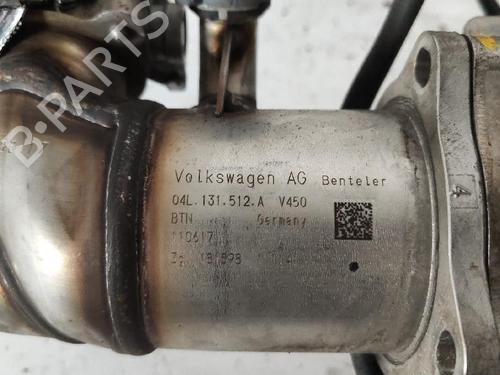 B-PARTS
Volkswagen AG Benteler
04L.131.512.A V450
BTN Germany
110617